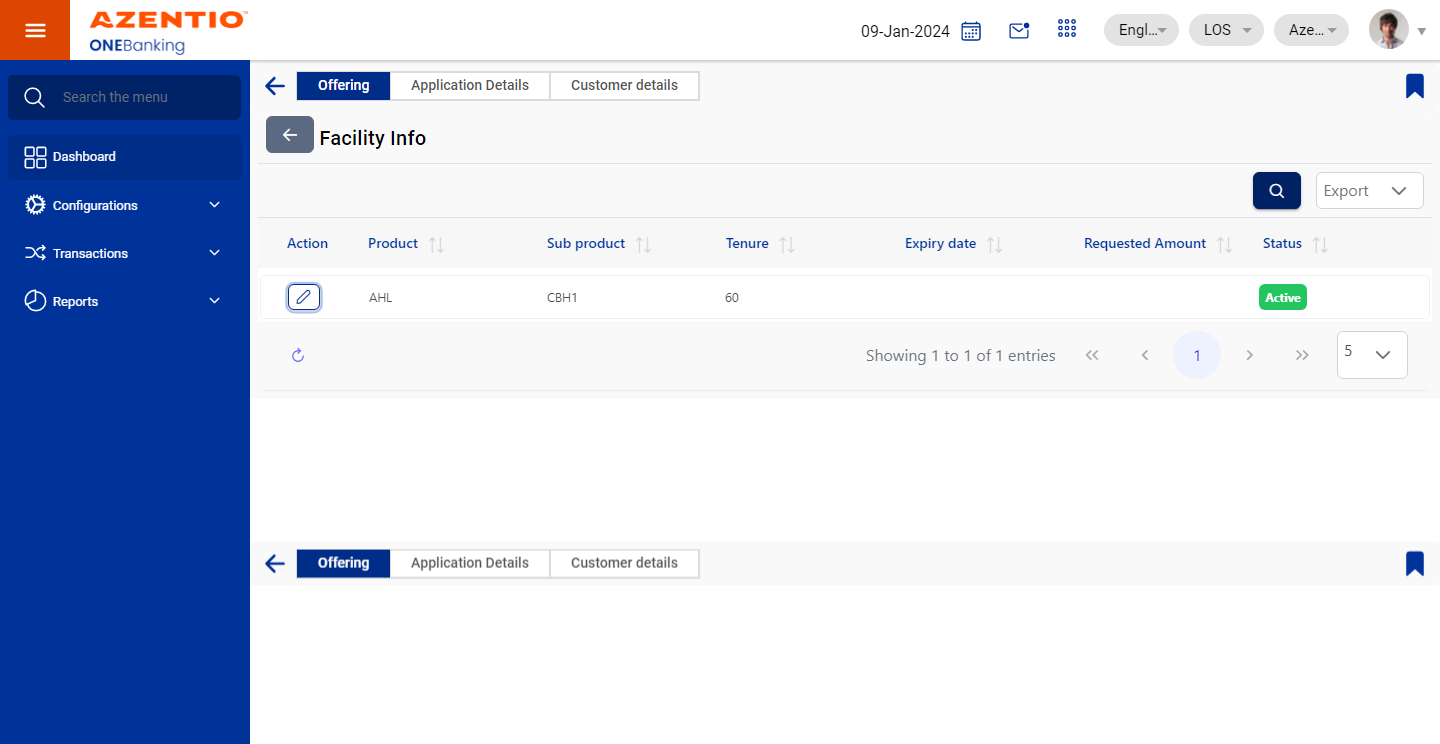 AZENTIO™
ONEBanking
09-Jan-2024
Engl...
LOS
Aze...
Search the menu
Dashboard
Configurations
Transactions
Reports
Offering Application Details Customer details
Facility Info
Export
Action Product Sub product Tenure Expiry date Requested Amount Status
AHL CBH1 60 Active
Showing 1 to 1 of 1 entries 1 5
Offering Application Details Customer details